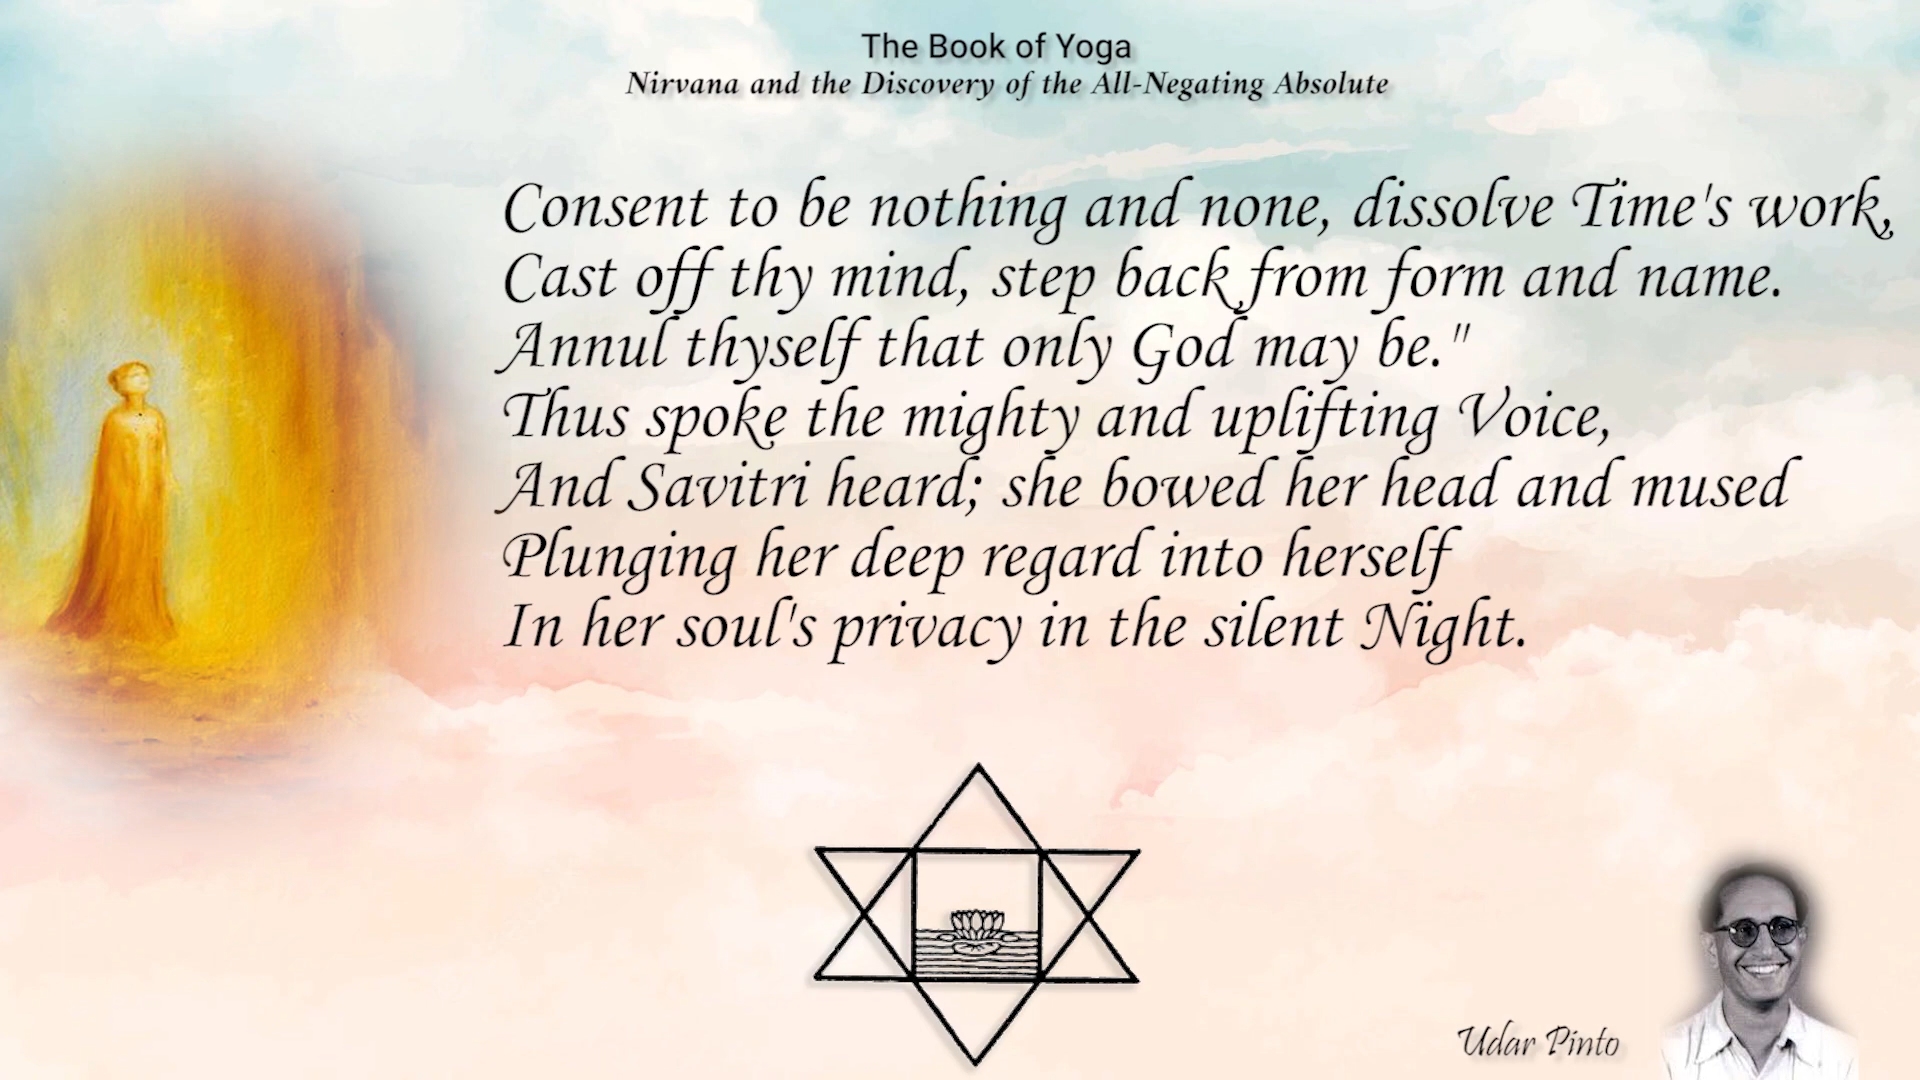 The Book of Yoga
Nirvana and the Discovery of the All-Negating Absolute
Consent to be nothing and none, dissolve Time's work,
Cast off thy mind, step back from form and name.
Annul thyself that only God may be."
Thus spoke the mighty and uplifting Voice,
And Savitri heard; she bowed her head and mused
Plunging her deep regard into herself
In her soul's privacy in the silent Night.
Udar Pinto